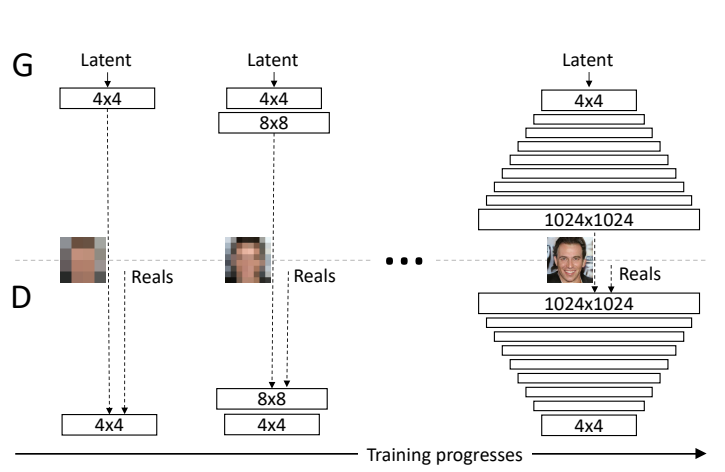 G
Latent
Latent
Latent
4x4
4x4
4x4
8x8
1024x1024
Reals
Reals
Reals
D
1024x1024
8x8
4x4
4x4
4x4
Training progresses